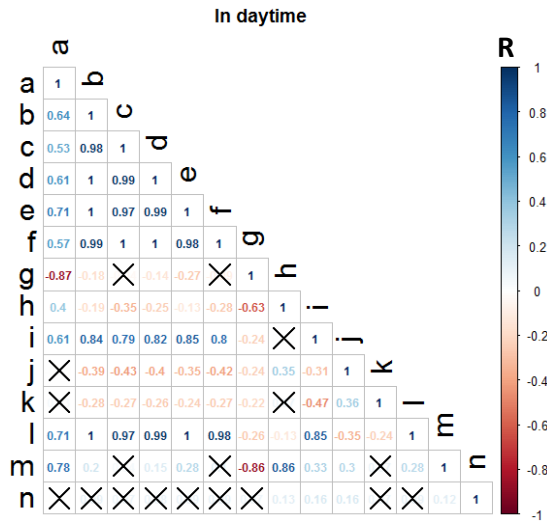 In daytime
a
R
a 1 b 1
b 0.64 1 c 0.8
c 0.53 0.98 1 d 0.6
d 0.61 1 0.99 1 e
e 0.71 1 0.97 0.99 1 f 0.4
f 0.57 0.99 1 1 0.98 1 g 0.2
g -0.87 -0.18 -0.14 -0.27 1 h 0
h 0.4 -0.19 -0.35 -0.25 -0.13 -0.28 -0.63 1 i
i 0.61 0.84 0.79 0.82 0.85 0.8 -0.24 1 j -0.2
j -0.39 -0.43 -0.4 -0.35 -0.42 -0.24 0.35 -0.31 1 k -0.4
k -0.28 -0.27 -0.26 -0.24 -0.27 -0.22 -0.47 0.36 1 l
l 0.71 1 0.97 0.99 1 0.98 -0.26 -0.13 0.85 -0.35 -0.24 1 m -0.6
m 0.78 0.2 0.15 0.28 -0.86 0.86 0.33 0.3 0.28 1 n -0.8
n 0.13 0.16 0.16 0.12 1 -1